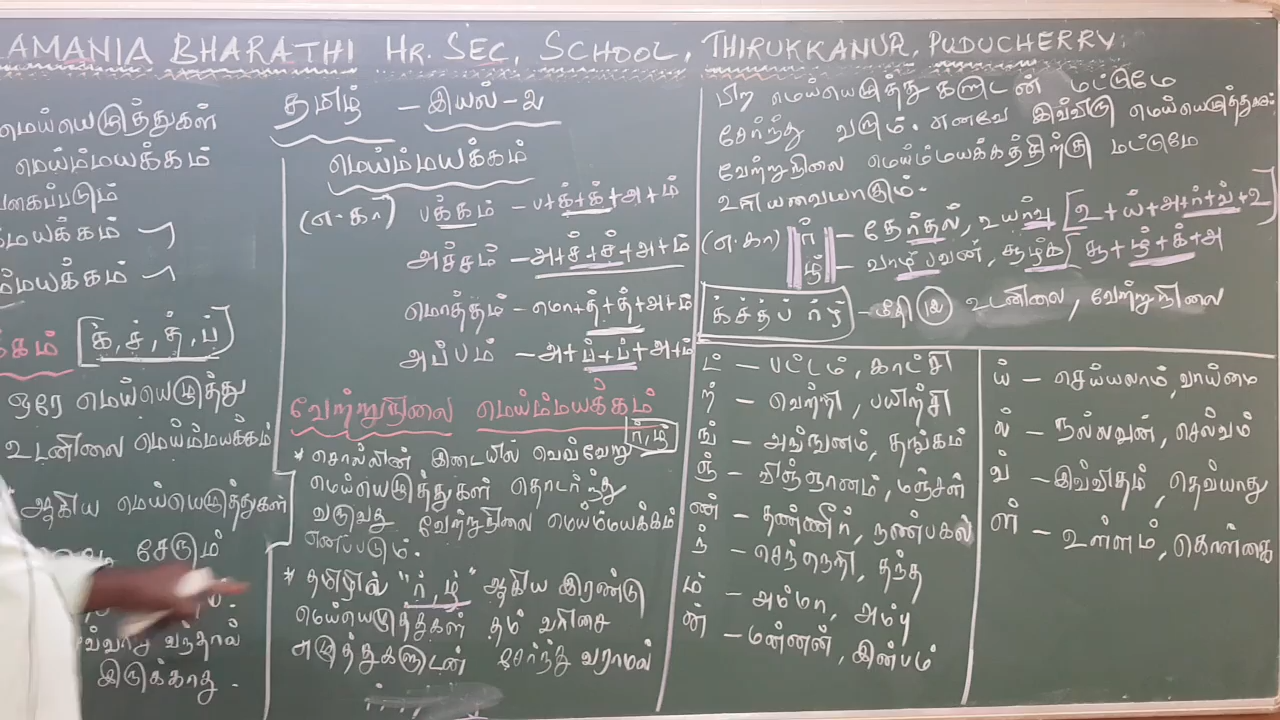 AMANIA BHARATHI HR. SEC. SCHOOL, THIRUKKANUR, PUDUCHERRY.
தமிழ் – இயல் - உ
மெய்யெழுத்துகள்
மெய்ம்மயக்கம்
கப்படும்
மயக்கம்
ம்மயக்கம்
க்கம் [க், ச், த், ப்]
ஒரே மெய்யெழுத்து
உடனிலை மெய்ம்மயக்கம்
ஆகிய மெய்யெழுத்துகள்
சேரும்
வ்வாறு வந்தால்
இருக்காது.
மெய்ம்மயக்கம்
(எ.கா) பக்கம் – ப+க்+க்+அ+ம்
அச்சம் – அ+ச்+ச்+அ+ம்
மொத்தம் – மொ+த்+த்+அ+ம்
அப்பம் – அ+ப்+ப்+அ+ம்
வேற்றுநிலை மெய்ம்மயக்கம்
ர், ழ்
* சொல்லின் இடையில் வெவ்வேறு
மெய்யெழுத்துகள் தொடர்ந்து
வருவது வேற்றுநிலை மெய்ம்மயக்கம்
எனப்படும்.
* தமிழில் "ர், ழ்" ஆகிய இரண்டு
மெய்யெழுத்துகள் தம் வரிசை
எழுத்துகளுடன் சேர்ந்து வராமல்
பிற மெய்யெழுத்துகளுடன் மட்டுமே
சேர்ந்து வரும். எனவே இவ்விரு மெய்யெழுத்துகளும்
வேற்றுநிலை மெய்ம்மயக்கத்திற்கு மட்டுமே
உரியவையாகும்.
(எ.கா) ர் – தேர்தல், உயர்வு [உ+ய்+அ+ர்+வ்+உ]
ழ் – வாழ்பவன், சூழ்க [சூ+ழ்+க்+அ
க் ச் த் ப் ர் ழ் – மீதி 12 உடனிலை, வேற்றுநிலை
ட் – பட்டம், காட்சி
ற் – வெற்றி, பயிற்சி
ங் – அங்ஙனம், தங்கம்
ஞ் – விஞ்ஞானம், மஞ்சள்
ண் – தண்ணீர், நண்பகல்
ந் – செந்நெறி, தந்த
ம் – அம்மா, அம்பு
ன் – மன்னன், இன்பம்
ய் – செய்யலாம், வாய்மை
ல் – நல்லவன், செல்வம்
வ் – இவ்விதம், தெவ்யாது
ள் – உள்ளம், கொள்கை